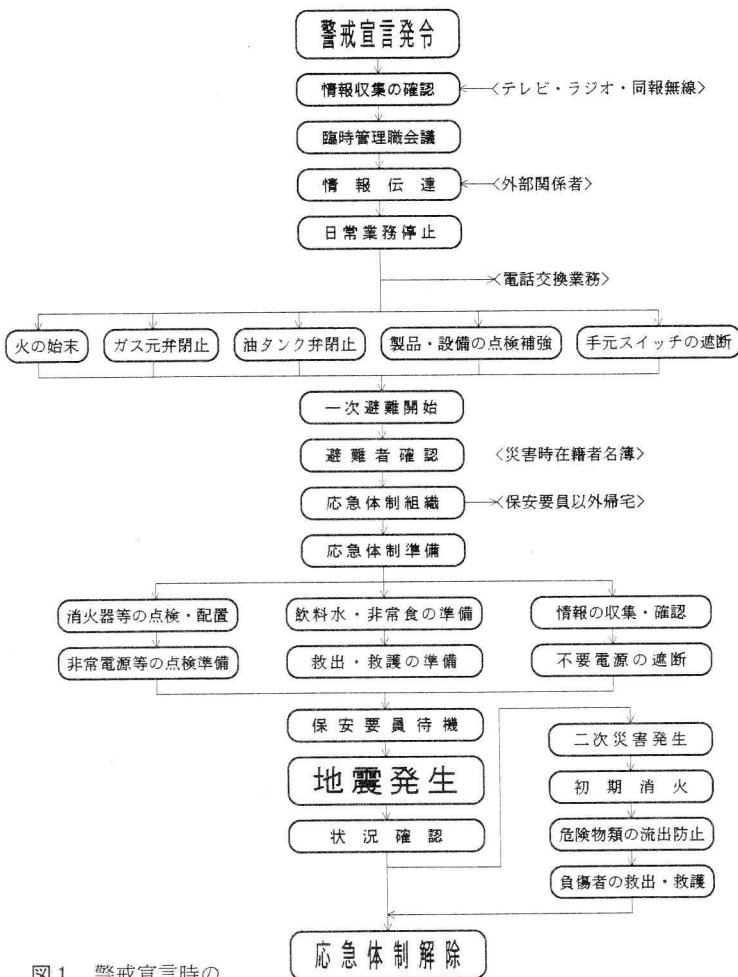 警戒宣言発令
情報収集の確認 <テレビ・ラジオ・同報無線>
臨時管理職会議
情報伝達 <外部関係者>
日常業務停止
<電話交換業務>
火の始末 ガス元弁閉止 油タンク弁閉止 製品・設備の点検補強 手元スイッチの遮断
一次避難開始
避難者確認 <災害時在籍者名簿>
応急体制組織 <保安要員以外帰宅>
応急体制準備
消火器等の点検・配置 飲料水・非常食の準備 情報の収集・確認
非常電源等の点検準備 救出・救護の準備 不要電源の遮断
保安要員待機
二次災害発生
地震発生
初期消火
状況確認
危険物類の流出防止
負傷者の救出・救護
応急体制解除
図1 警戒宣言時の